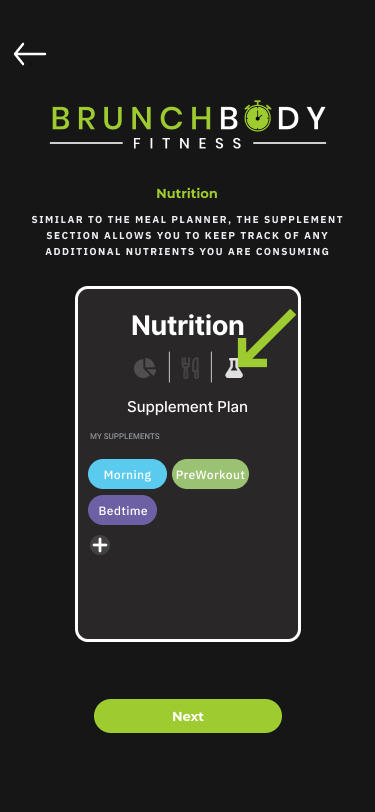 BRUNCHBODY
FITNESS
Nutrition
SIMILAR TO THE MEAL PLANNER, THE SUPPLEMENT
SECTION ALLOWS YOU TO KEEP TRACK OF ANY
ADDITIONAL NUTRIENTS YOU ARE CONSUMING
Nutrition
Supplement Plan
MY SUPPLEMENTS
Morning PreWorkout
Bedtime
Next